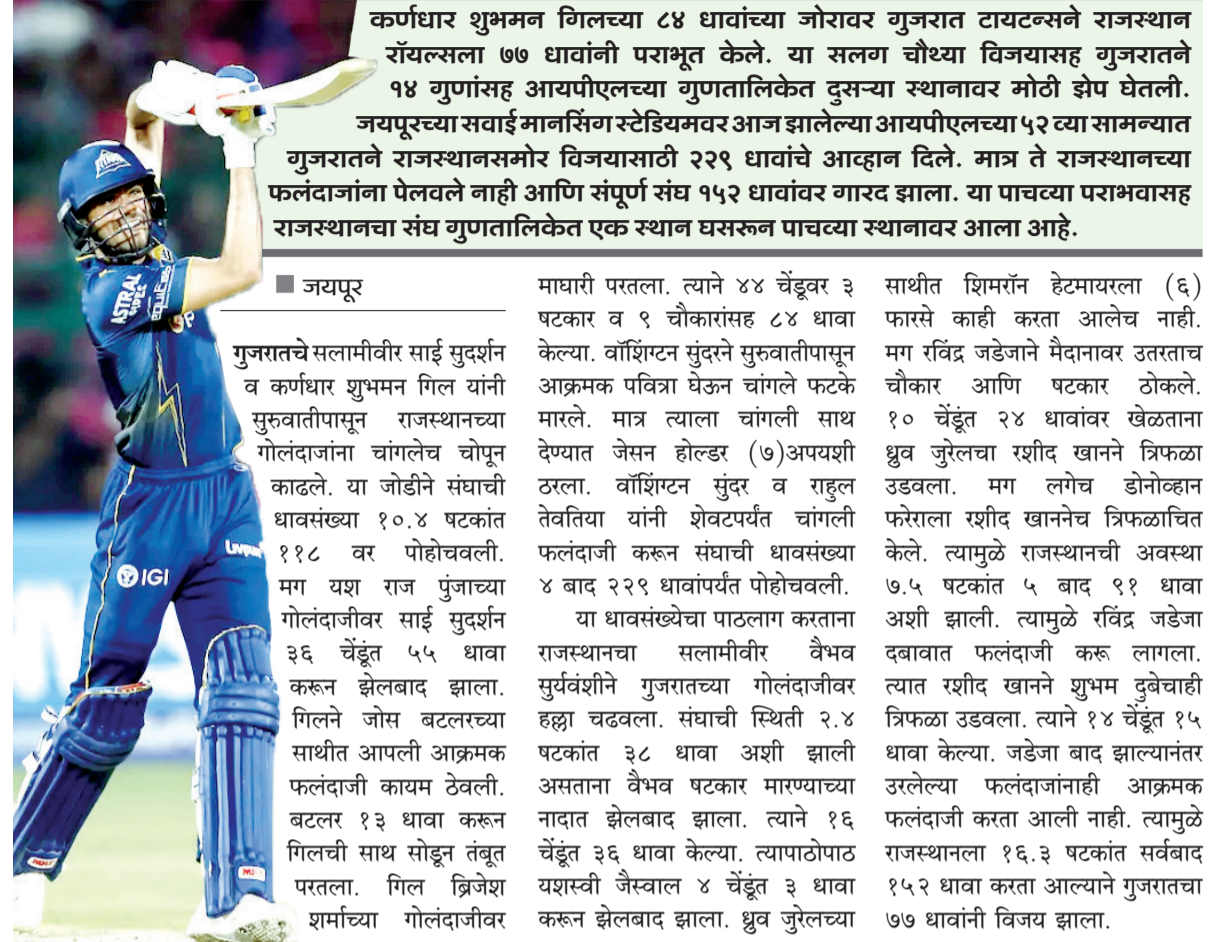 कर्णधार शुभमन गिलच्या ८४ धावांच्या जोरावर गुजरात टायटन्सने राजस्थान
रॉयल्सला ७७ धावांनी पराभूत केले. या सलग चौथ्या विजयासह गुजरातने
१४ गुणांसह आयपीएलच्या गुणतालिकेत दुसऱ्या स्थानावर मोठी झेप घेतली.
जयपूरच्या सवाई मानसिंग स्टेडियमवर आज झालेल्या आयपीएलच्या ५२ व्या सामन्यात
गुजरातने राजस्थानसमोर विजयासाठी २२९ धावांचे आव्हान दिले. मात्र ते राजस्थानच्या
फलंदाजांना पेलवले नाही आणि संपूर्ण संघ १५२ धावांवर गारद झाला. या पाचव्या पराभवासह
राजस्थानचा संघ गुणतालिकेत एक स्थान घसरून पाचव्या स्थानावर आला आहे.
जयपूर
गुजरातचे सलामीवीर साई सुदर्शन
व कर्णधार शुभमन गिल यांनी
सुरुवातीपासून राजस्थानच्या
गोलंदाजांना चांगलेच चोपून
काढले. या जोडीने संघाची
धावसंख्या १०.४ षटकांत
११८ वर पोहोचवली.
मग यश राज पुंजाच्या
गोलंदाजीवर साई सुदर्शन
३६ चेंडूंत ५५ धावा
करून झेलबाद झाला.
गिलने जोस बटलरच्या
साथीत आपली आक्रमक
फलंदाजी कायम ठेवली.
बटलर १३ धावा करून
गिलची साथ सोडून तंबूत
परतला. गिल ब्रिजेश
शर्माच्या गोलंदाजीवर
माघारी परतला. त्याने ४४ चेंडूवर ३
षटकार व ९ चौकारांसह ८४ धावा
केल्या. वॉशिंग्टन सुंदरने सुरुवातीपासून
आक्रमक पवित्रा घेऊन चांगले फटके
मारले. मात्र त्याला चांगली साथ
देण्यात जेसन होल्डर (७)अपयशी
ठरला. वॉशिंग्टन सुंदर व राहुल
तेवतिया यांनी शेवटपर्यंत चांगली
फलंदाजी करून संघाची धावसंख्या
४ बाद २२९ धावांपर्यंत पोहोचवली.
या धावसंख्येचा पाठलाग करताना
राजस्थानचा सलामीवीर वैभव
सुर्यवंशीने गुजरातच्या गोलंदाजीवर
हल्ला चढवला. संघाची स्थिती २.४
षटकांत ३८ धावा अशी झाली
असताना वैभव षटकार मारण्याच्या
नादात झेलबाद झाला. त्याने १६
चेंडूंत ३६ धावा केल्या. त्यापाठोपाठ
यशस्वी जैस्वाल ४ चेंडूंत ३ धावा
करून झेलबाद झाला. ध्रुव जुरेलच्या
साथीत शिमरॉन हेटमायरला (६)
फारसे काही करता आलेच नाही.
मग रविंद्र जडेजाने मैदानावर उतरताच
चौकार आणि षटकार ठोकले.
१० चेंडूंत २४ धावांवर खेळताना
ध्रुव जुरेलचा रशीद खानने त्रिफळा
उडवला. मग लगेच डोनोव्हान
फरेराला रशीद खाननेच त्रिफळाचित
केले. त्यामुळे राजस्थानची अवस्था
७.५ षटकांत ५ बाद ९१ धावा
अशी झाली. त्यामुळे रविंद्र जडेजा
दबावात फलंदाजी करू लागला.
त्यात रशीद खानने शुभम दुबेचाही
त्रिफळा उडवला. त्याने १४ चेंडूंत १५
धावा केल्या. जडेजा बाद झाल्यानंतर
उरलेल्या फलंदाजांनाही आक्रमक
फलंदाजी करता आली नाही. त्यामुळे
राजस्थानला १६.३ षटकांत सर्वबाद
१५२ धावा करता आल्याने गुजरातचा
७७ धावांनी विजय झाला.
ASTRAL
PIPES
equitas
Livpure
IGI